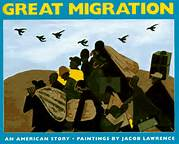 GREAT MIGRATION
AN AMERICAN STORY • PAINTINGS BY JACOB LAWRENCE